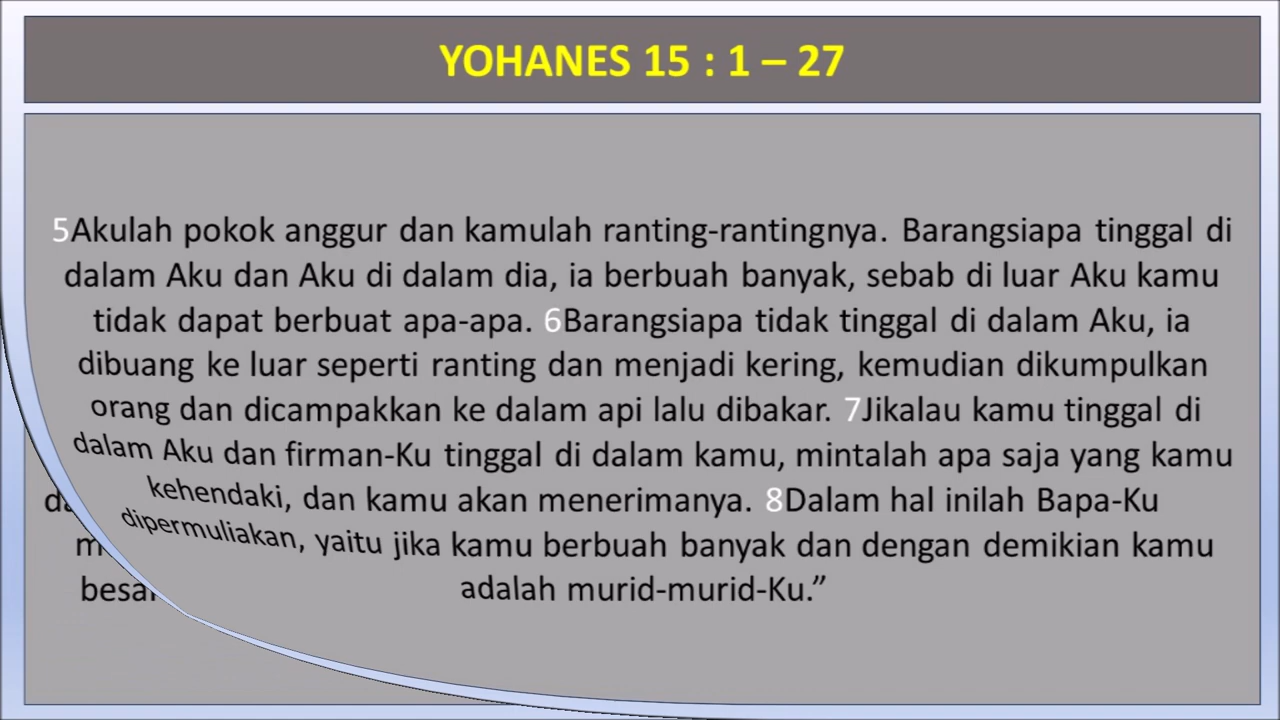 YOHANES 15 : 1 – 27
5Akulah pokok anggur dan kamulah ranting-rantingnya. Barangsiapa tinggal di
dalam Aku dan Aku di dalam dia, ia berbuah banyak, sebab di luar Aku kamu
tidak dapat berbuat apa-apa. 6Barangsiapa tidak tinggal di dalam Aku, ia
dibuang ke luar seperti ranting dan menjadi kering, kemudian dikumpulkan
orang dan dicampakkan ke dalam api lalu dibakar. 7Jikalau kamu tinggal di
dalam Aku dan firman-Ku tinggal di dalam kamu, mintalah apa saja yang kamu
kehendaki, dan kamu akan menerimanya. 8Dalam hal inilah Bapa-Ku
dipermuliakan, yaitu jika kamu berbuah banyak dan dengan demikian kamu
adalah murid-murid-Ku.”